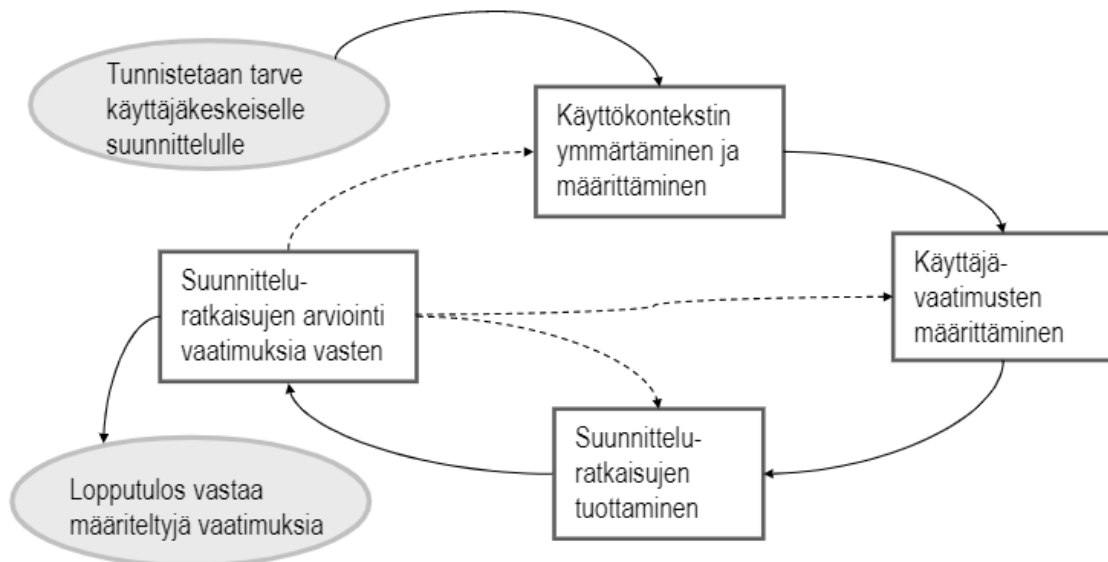 Tunnistetaan tarve
käyttäjäkeskeiselle
suunnittelulle
Käyttökontekstin
ymmärtäminen ja
määrittäminen
Käyttäjä-
vaatimusten
määrittäminen
Suunnittelu-
ratkaisujen
tuottaminen
Suunnittelu-
ratkaisujen arviointi
vaatimuksia vasten
Lopputulos vastaa
määriteltyjä vaatimuksia